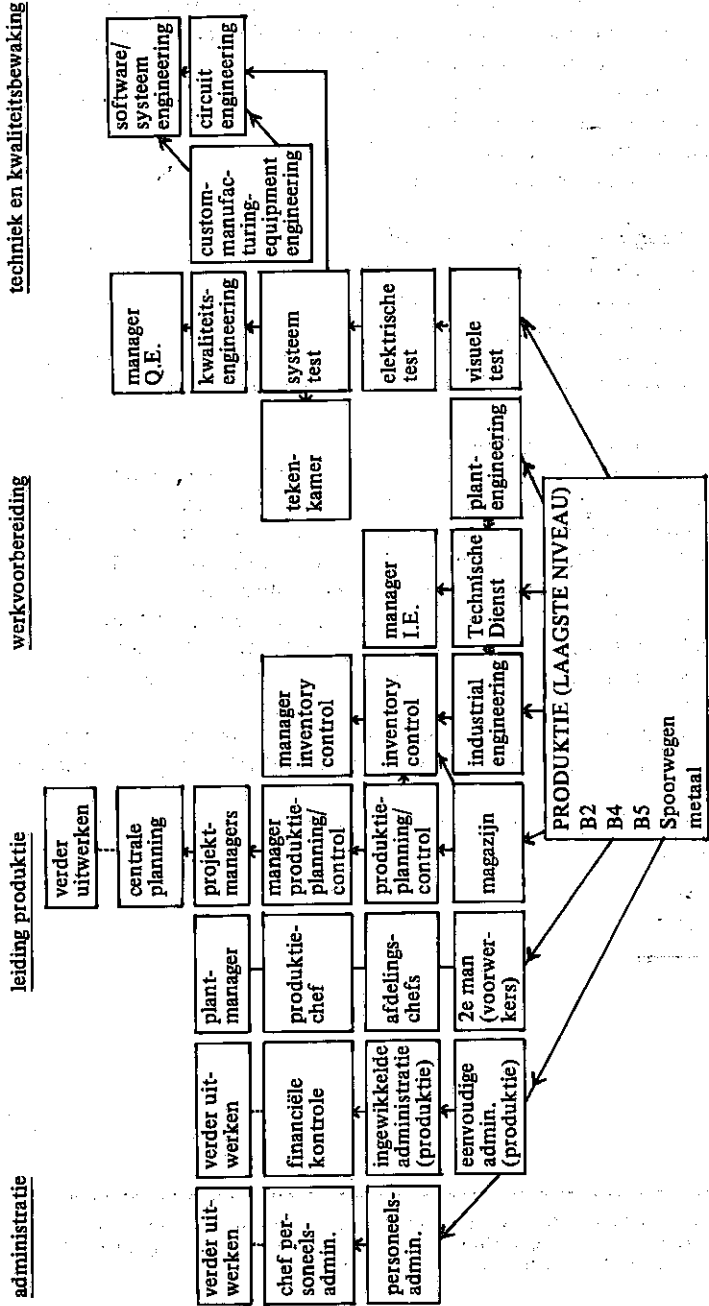 administratie
leiding produktie
werkvoorbereiding
techniek en kwaliteitsbewaking
verder uit-
werken
chef per-
soneels-
admin.
personeels-
admin.
verder uit-
werken
financiële
kontrole
ingewikkelde
administratie
(produktie)
eenvoudige
admin.
(produktie)
plant-
manager
produktie-
chef
afdelings-
chefs
2e man
(voorwer-
kers)
verder
uitwerken
centrale
planning
projekt-
managers
manager
produktie-
planning/
control
produktie-
planning/
control
magazijn
manager
inventory
control
inventory
control
industrial
engineering
manager
I.E.
Technische
Dienst
plant-
engineering
teken-
kamer
manager
Q.E.
kwaliteits-
engineering
systeem
test
elektrische
test
visuele
test
custom-
manufac-
turing-
equipment
engineering
software/
systeem
engineering
circuit
engineering
PRODUKTIE (LAAGSTE NIVEAU)
B2
B4
B5
Spoorwegen
metaal